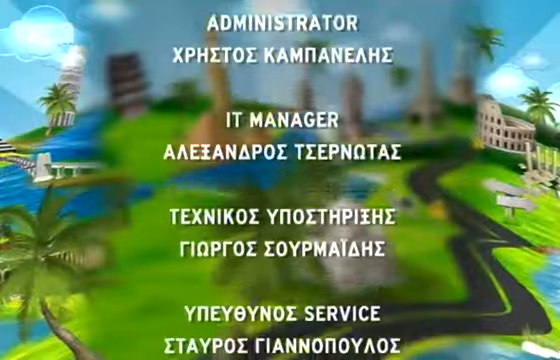 ADMINISTRATOR
ΧΡΗΣΤΟΣ ΚΑΜΠΑΝΕΛΗΣ
IT MANAGER
ΑΛΕΞΑΝΔΡΟΣ ΤΣΕΡΝΩΤΑΣ
ΤΕΧΝΙΚΟΣ ΥΠΟΣΤΗΡΙΞΗΣ
ΓΙΩΡΓΟΣ ΣΟΥΡΜΑΪΔΗΣ
ΥΠΕΥΘΥΝΟΣ SERVICE
ΣΤΑΥΡΟΣ ΓΙΑΝΝΟΠΟΥΛΟΣ